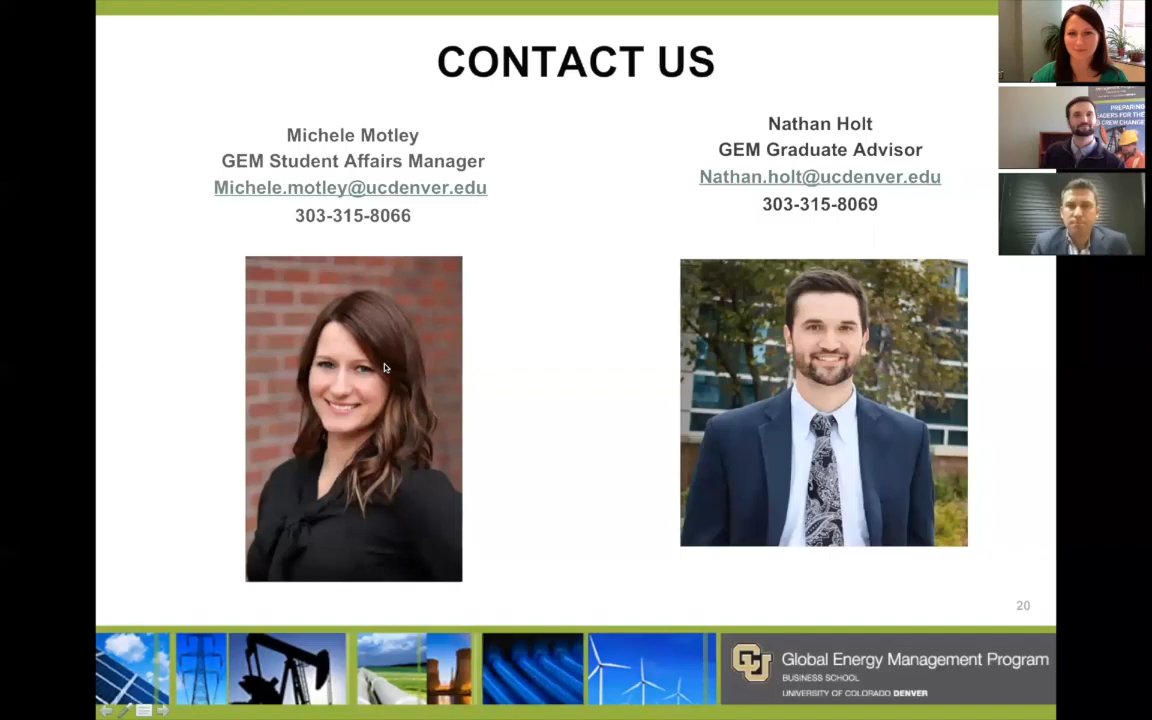 CONTACT US
Michele Motley
GEM Student Affairs Manager
Michele.motley@ucdenver.edu
303-315-8066
Nathan Holt
GEM Graduate Advisor
Nathan.holt@ucdenver.edu
303-315-8069
PREPARING
20
CU
Global Energy Management Program
BUSINESS SCHOOL
UNIVERSITY OF COLORADO DENVER